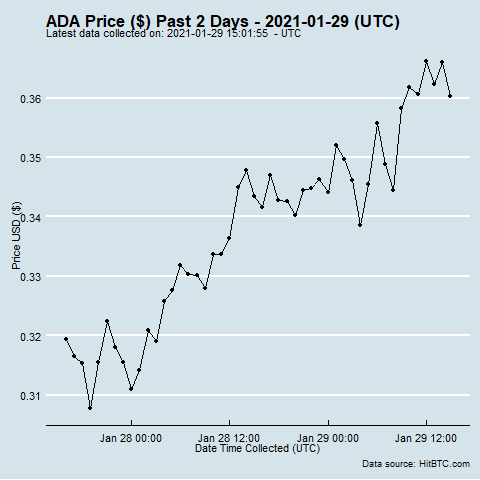 ADA Price ($) Past 2 Days - 2021-01-29 (UTC)
Latest data collected on: 2021-01-29 15:01:55 - UTC
0.36
0.35
0.34
0.33
0.32
0.31
Price USD ($)
Jan 28 00:00 Jan 28 12:00 Jan 29 00:00 Jan 29 12:00
Date Time Collected (UTC)
Data source: HitBTC.com